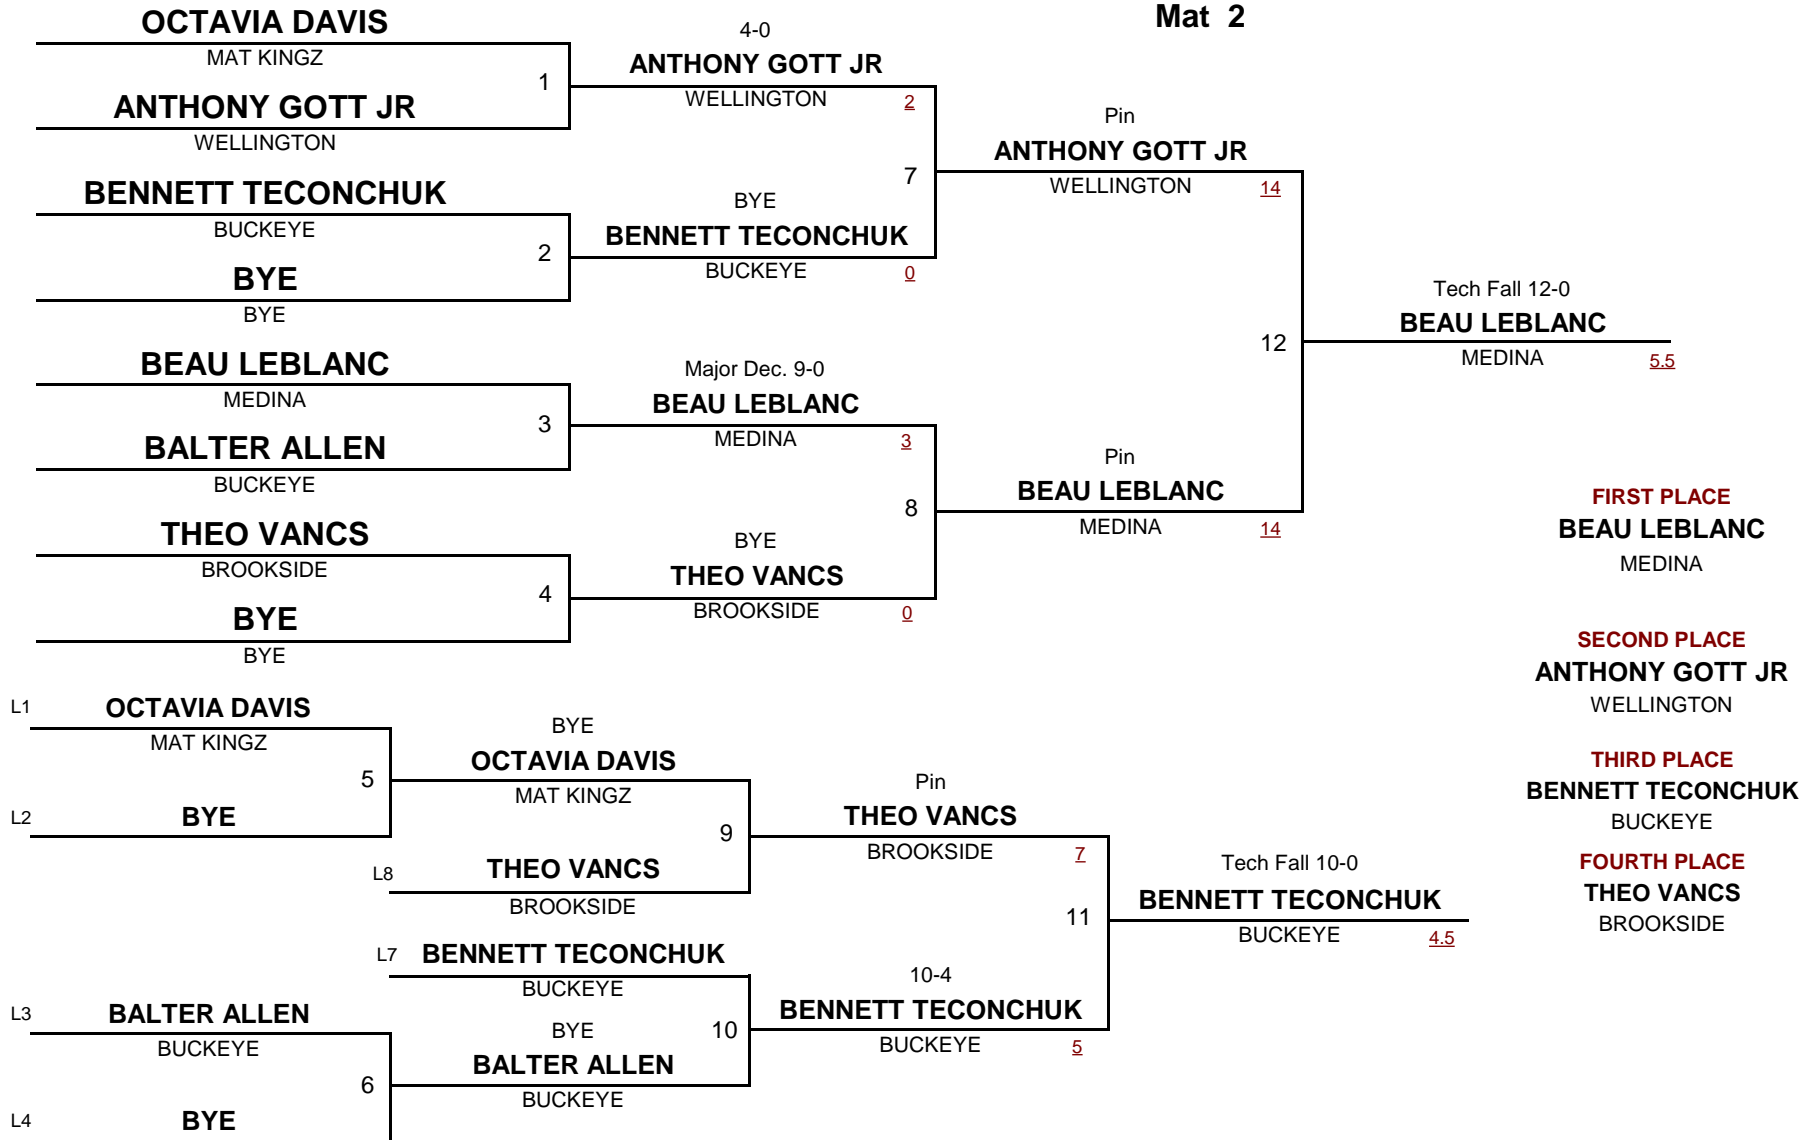 Mat 2
OCTAVIA DAVIS
MAT KINGZ
1
ANTHONY GOTT JR
WELLINGTON
BENNETT TECONCHUK
BUCKEYE
2
BYE
BYE
BEAU LEBLANC
MEDINA
3
BALTER ALLEN
BUCKEYE
THEO VANCS
BROOKSIDE
4
BYE
BYE
4-0
ANTHONY GOTT JR
WELLINGTON 2
7
BYE
BENNETT TECONCHUK
BUCKEYE 0
Major Dec. 9-0
BEAU LEBLANC
MEDINA 3
8
BYE
THEO VANCS
BROOKSIDE 0
Pin
ANTHONY GOTT JR
WELLINGTON 14
12
Pin
BEAU LEBLANC
MEDINA 14
Tech Fall 12-0
BEAU LEBLANC
MEDINA 5.5
FIRST PLACE
BEAU LEBLANC
MEDINA
SECOND PLACE
ANTHONY GOTT JR
WELLINGTON
THIRD PLACE
BENNETT TECONCHUK
BUCKEYE
FOURTH PLACE
THEO VANCS
BROOKSIDE
L1 OCTAVIA DAVIS
MAT KINGZ
5
L2 BYE
BYE
OCTAVIA DAVIS
MAT KINGZ
9
L8 THEO VANCS
BROOKSIDE
L7 BENNETT TECONCHUK
BUCKEYE
10
BYE
BALTER ALLEN
BUCKEYE
L3 BALTER ALLEN
BUCKEYE
6
L4 BYE
Pin
THEO VANCS
BROOKSIDE 7
11
10-4
BENNETT TECONCHUK
BUCKEYE 5
Tech Fall 10-0
BENNETT TECONCHUK
BUCKEYE 4.5